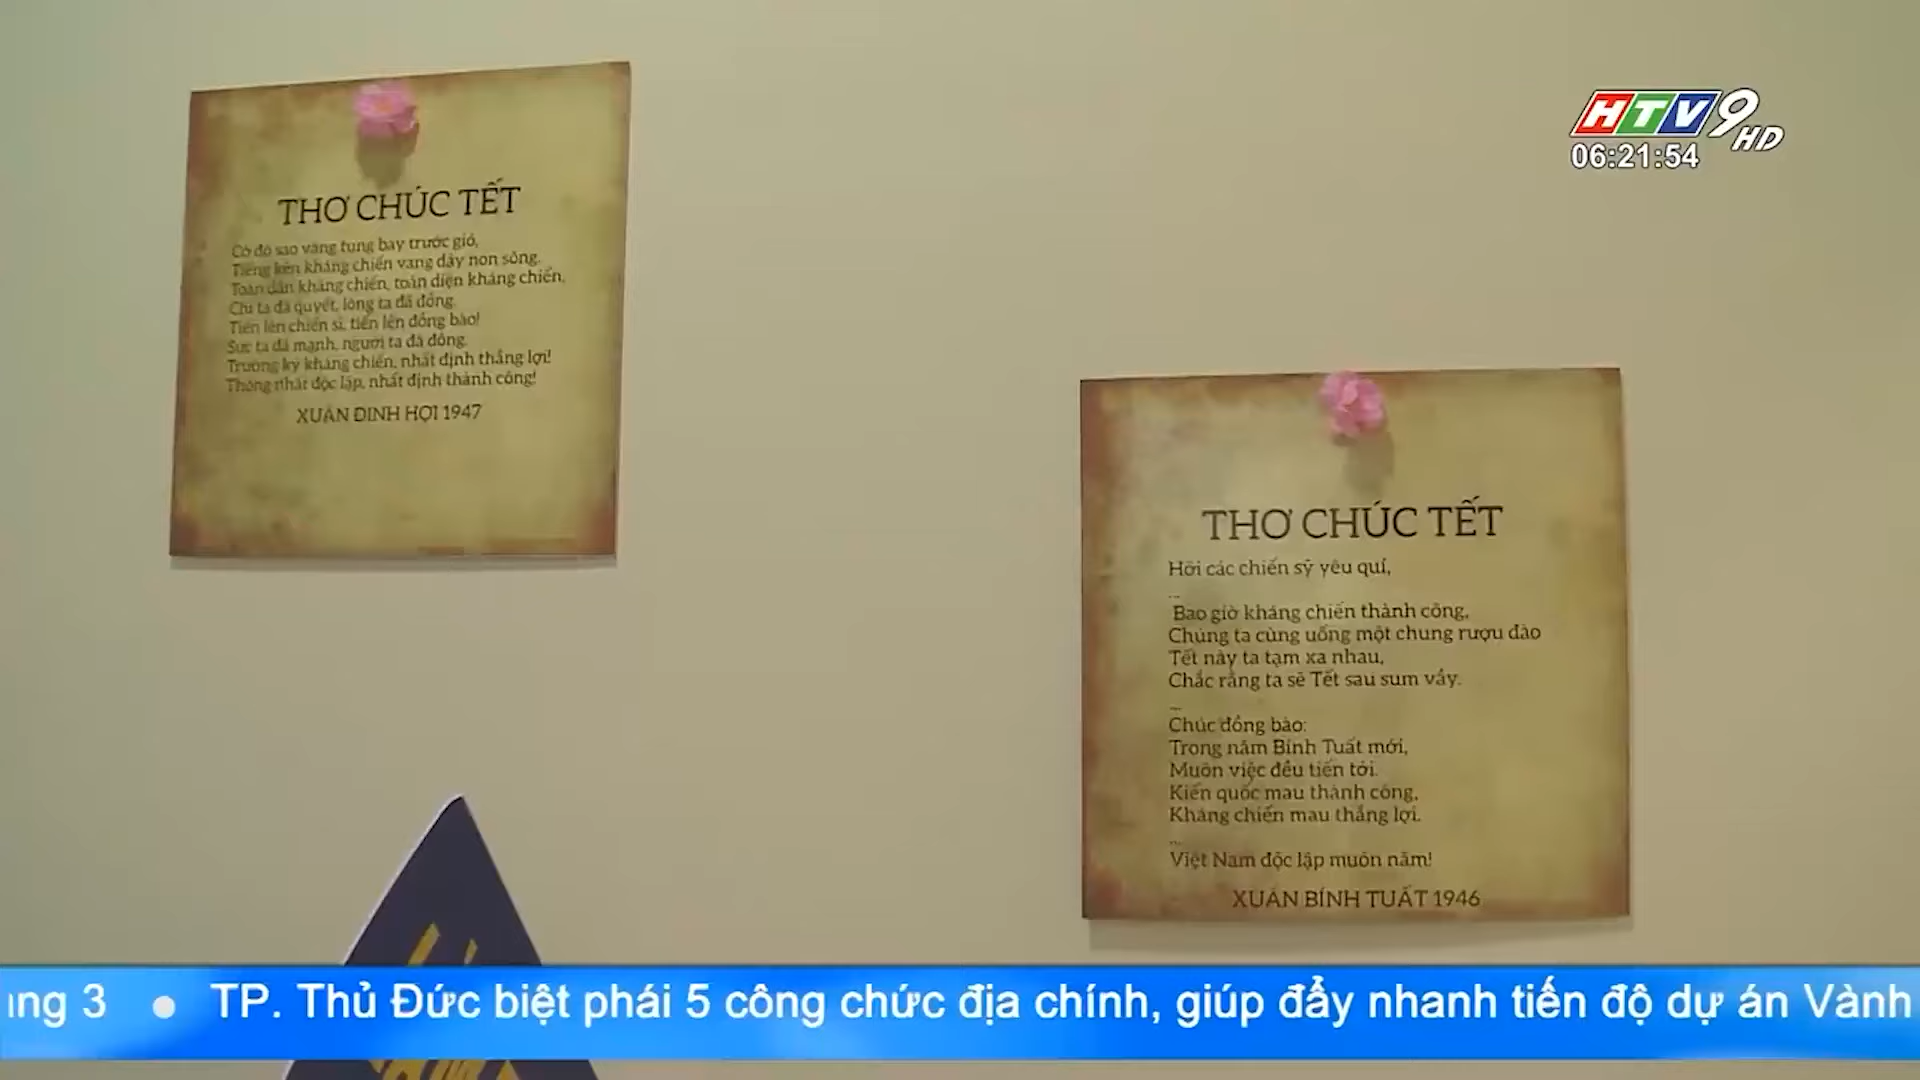 HTV9 HD
06:21:54
THƠ CHÚC TẾT
Cờ đỏ sao vàng tung bay trước gió,
Tiếng kèn kháng chiến vang dậy non sông.
Toàn dân kháng chiến, toàn diện kháng chiến,
Chí ta đã quyết, lòng ta đã đồng.
Tiến lên chiến sĩ, tiến lên đồng bào!
Sức ta đã mạnh, người ta đã đông.
Trường kỳ kháng chiến, nhất định thắng lợi!
Thống nhất độc lập, nhất định thành công!
XUÂN ĐINH HỢI 1947
THƠ CHÚC TẾT
Hỡi các chiến sỹ yêu quí,
...
Bao giờ kháng chiến thành công,
Chúng ta cùng uống một chung rượu đào
Tết này ta tạm xa nhau,
Chắc rằng ta sẽ Tết sau sum vầy.
...
Chúc đồng bào:
Trong năm Bính Tuất mới,
Muôn việc đều tiến tới.
Kiến quốc mau thành công,
Kháng chiến mau thắng lợi.
...
Việt Nam độc lập muôn năm!
XUÂN BÍNH TUẤT 1946
ng 3 • TP. Thủ Đức biệt phái 5 công chức địa chính, giúp đẩy nhanh tiến độ dự án Vành